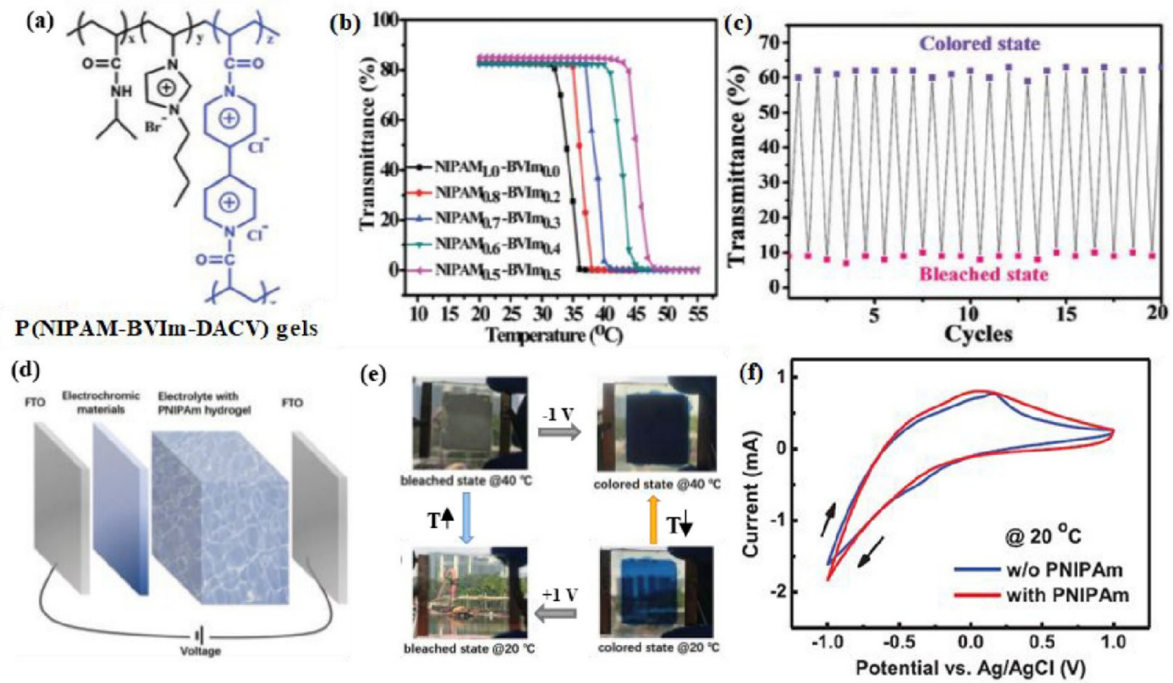 (a)
x
y
z
C=O
C=O
NH
N
N
N
Br⁻
Cl⁻
N
Cl⁻
O=C
P(NIPAM-BVIm-DACV) gels
(b)
Transmittance (%)
80
60
40
20
0
NIPAM1.0-BVIm0.0
NIPAM0.8-BVIm0.2
NIPAM0.7-BVIm0.3
NIPAM0.6-BVIm0.4
NIPAM0.5-BVIm0.5
10 15 20 25 30 35 40 45 50 55
Temperature (⁰C)
(c)
Transmittance (%)
70
60
50
40
30
20
10
0
Colored state
Bleached state
5 10 15 20
Cycles
(d)
FTO
Electrochromic
materials
Electrolyte with
PNIPAm hydrogel
FTO
Voltage
(e)
-1 V
bleached state @40 °C
colored state @40 °C
T
T
+1 V
bleached state @20 °C
colored state @20 °C
(f)
Current (mA)
1
0
-1
-2
@ 20 °C
w/o PNIPAm
with PNIPAm
-1.0 -0.5 0.0 0.5 1.0
Potential vs. Ag/AgCl (V)